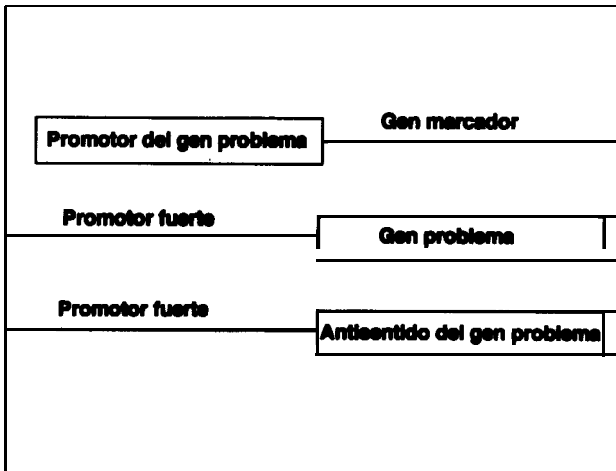 Promotor del gen problema
Gen marcador
Promotor fuerte
Gen problema
Promotor fuerte
Antisentido del gen problema